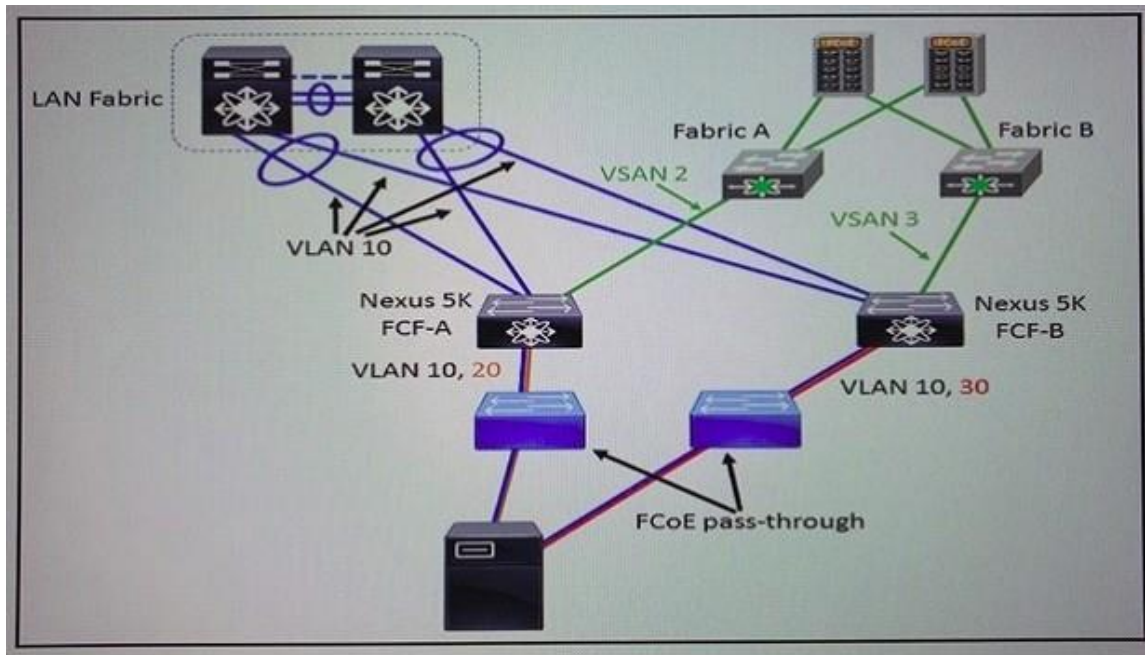 LAN Fabric
Fabric A
Fabric B
VSAN 2
VSAN 3
VLAN 10
Nexus 5K
FCF-A
Nexus 5K
FCF-B
VLAN 10, 20
VLAN 10, 30
FCoE pass-through